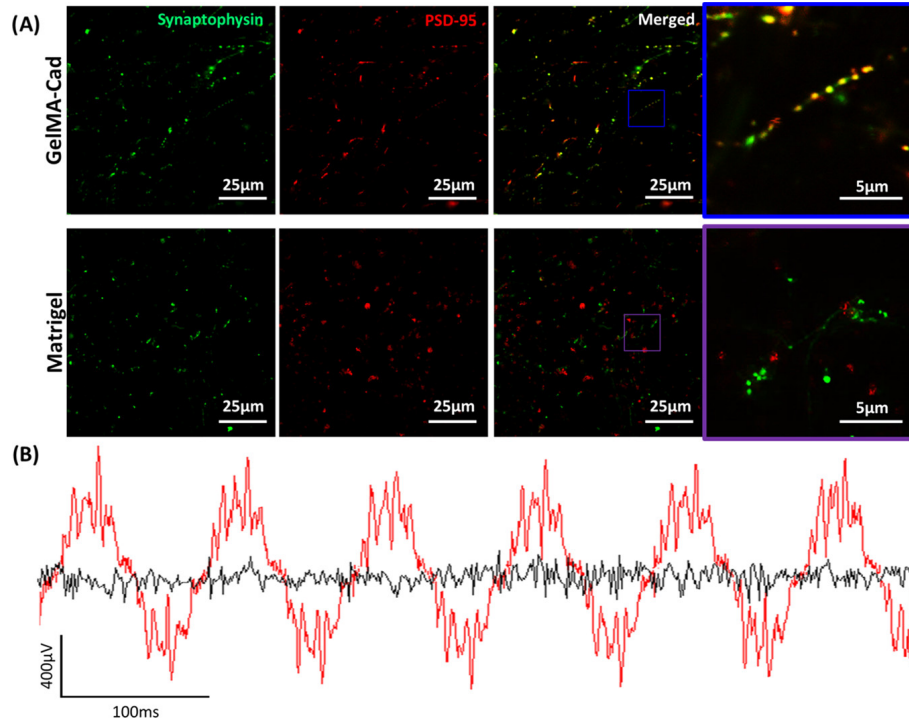 (A)
Synaptophysin
PSD-95
Merged
GelMA-Cad
25µm
25µm
25µm
5µm
Matrigel
25µm
25µm
25µm
5µm
(B)
400µV
100ms